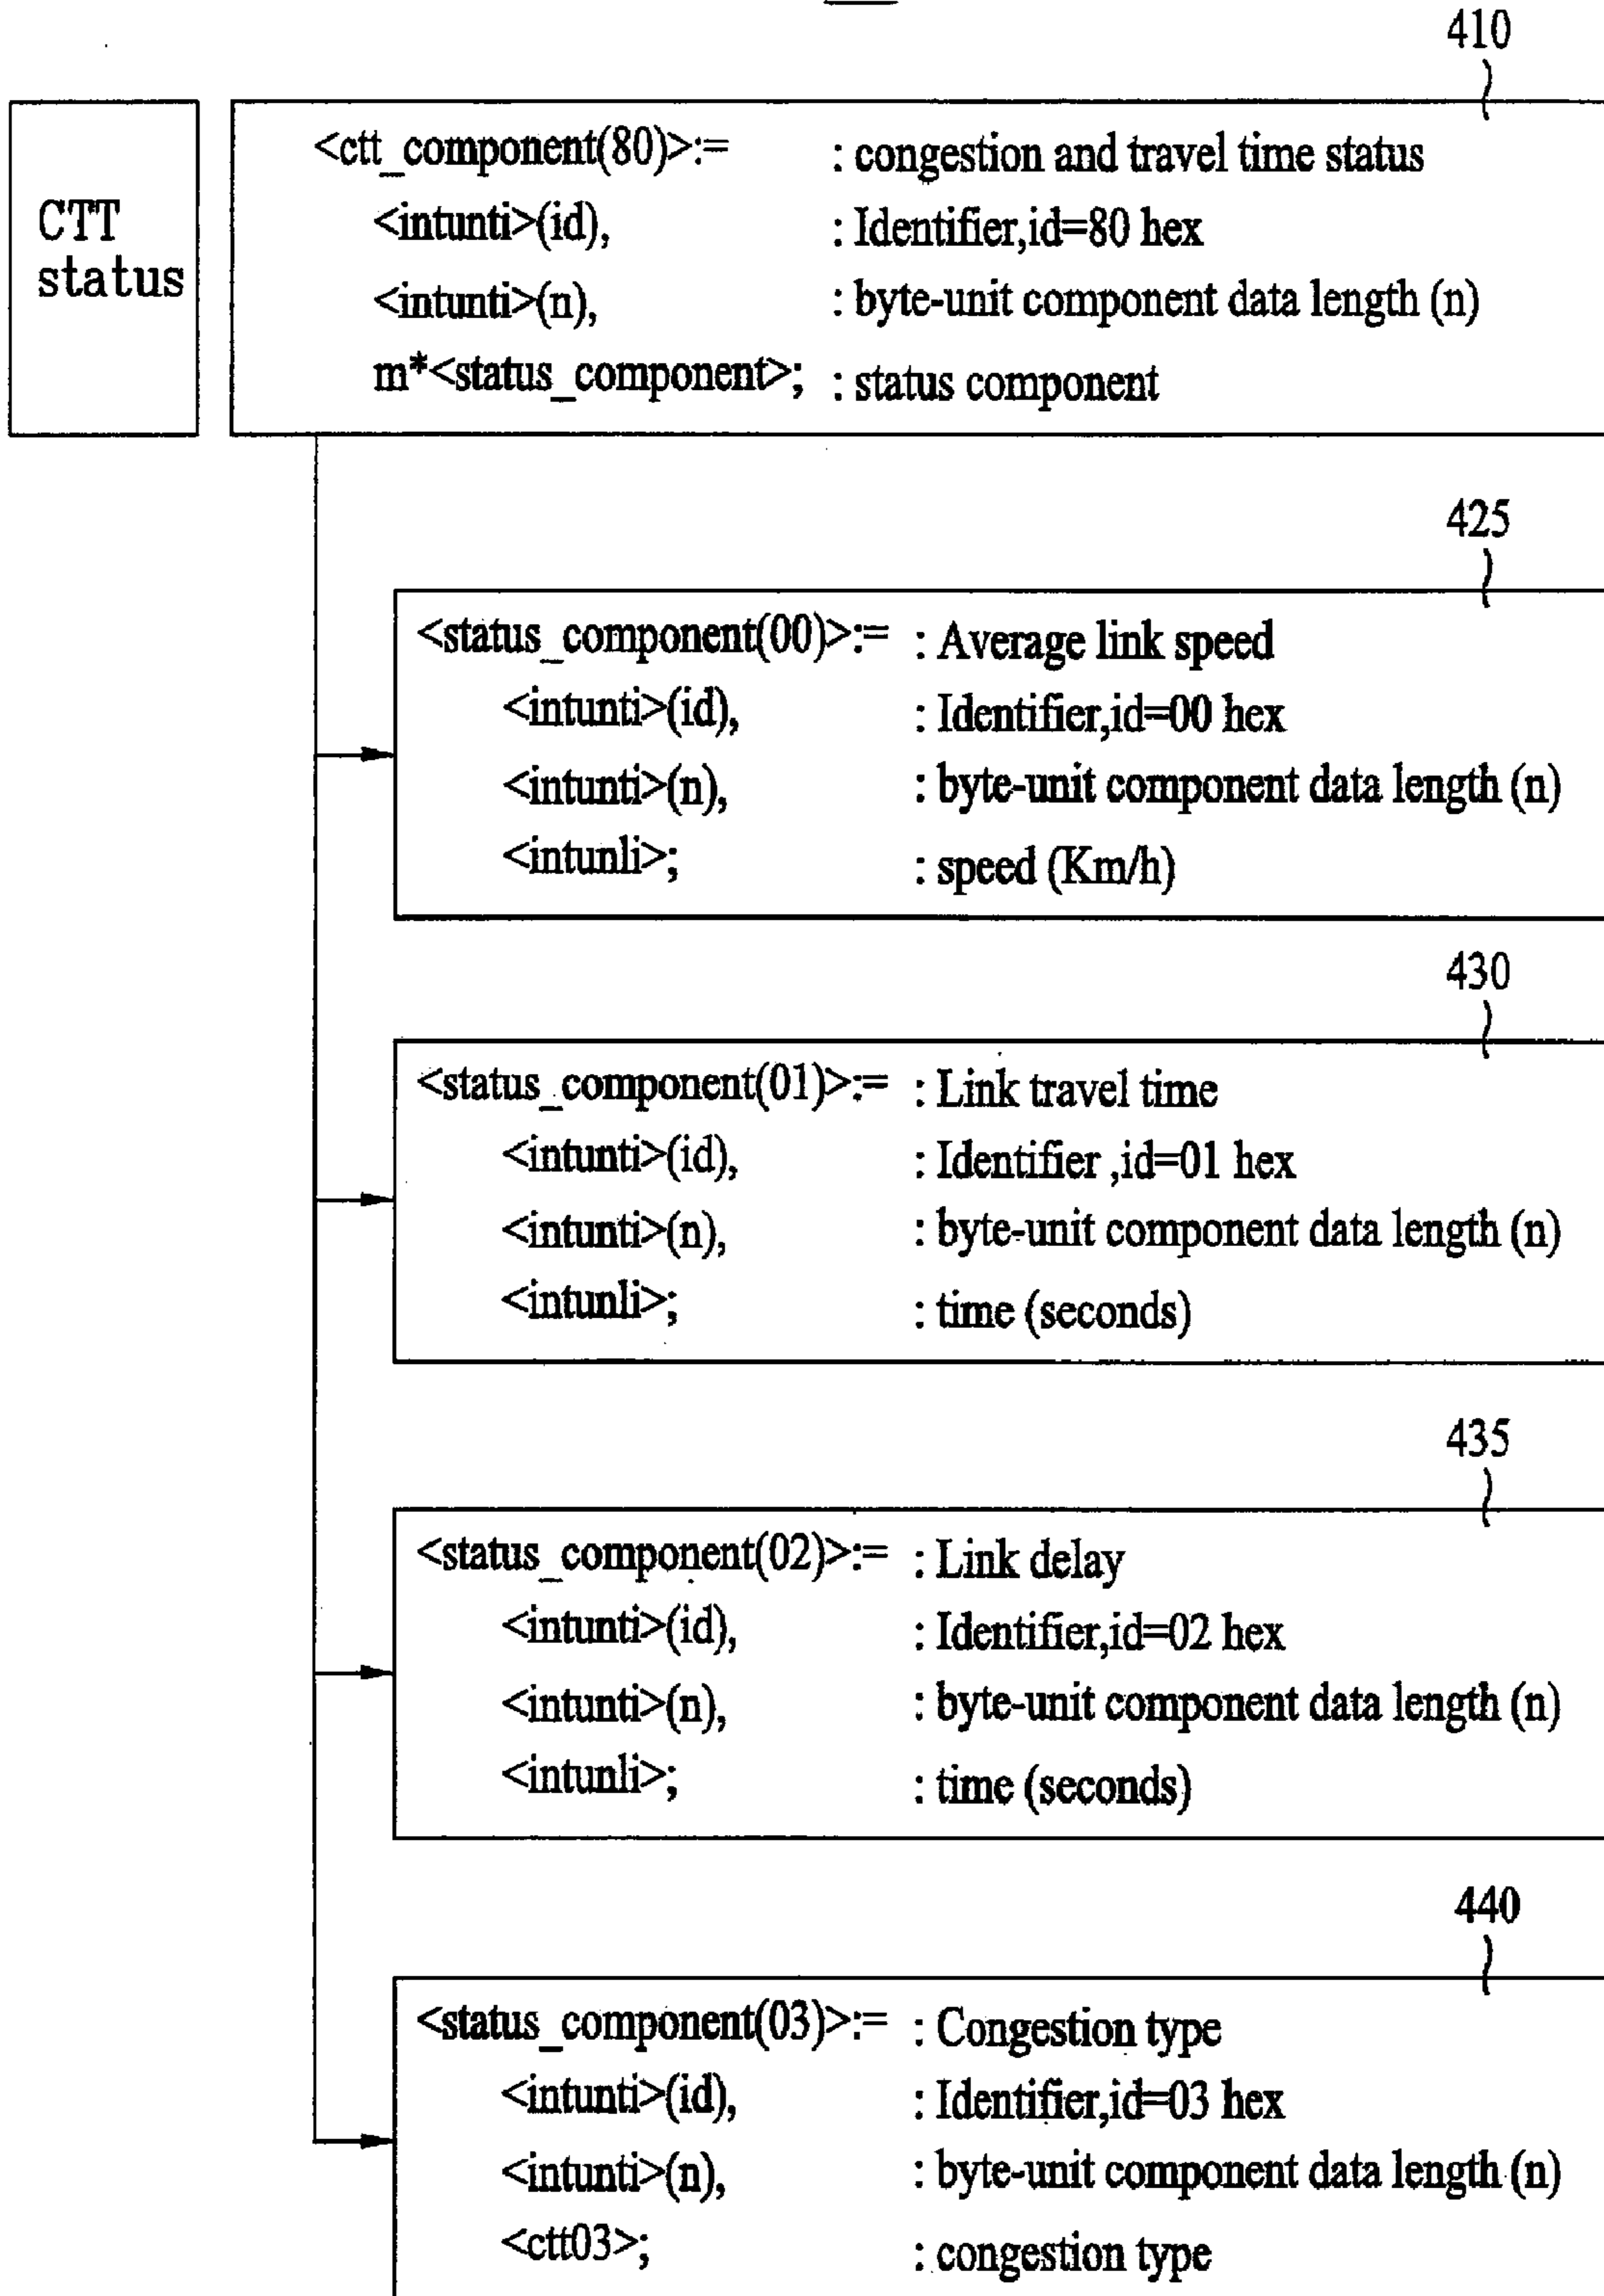 410
CTT
status
<ctt_component(80)>:= : congestion and travel time status
<intunti>(id), : Identifier,id=80 hex
<intunti>(n), : byte-unit component data length (n)
m*<status_component>; : status component
425
<status_component(00)>:= : Average link speed
<intunti>(id), : Identifier,id=00 hex
<intunti>(n), : byte-unit component data length (n)
<intunli>; : speed (Km/h)
430
<status_component(01)>:= : Link travel time
<intunti>(id), : Identifier ,id=01 hex
<intunti>(n), : byte-unit component data length (n)
<intunli>; : time (seconds)
435
<status_component(02)>:= : Link delay
<intunti>(id), : Identifier,id=02 hex
<intunti>(n), : byte-unit component data length (n)
<intunli>; : time (seconds)
440
<status_component(03)>:= : Congestion type
<intunti>(id), : Identifier,id=03 hex
<intunti>(n), : byte-unit component data length (n)
<ctt03>; : congestion type